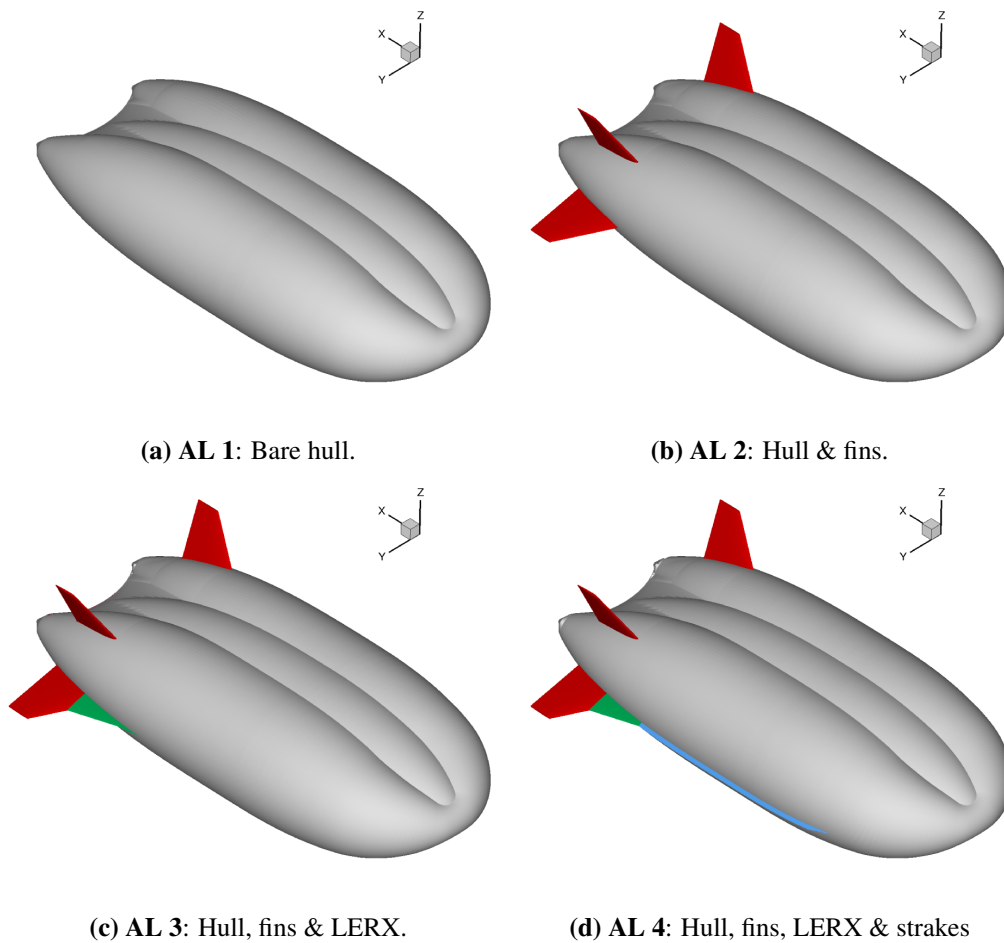 Z
X
Y
Z
X
Y
(a) AL 1: Bare hull.
(b) AL 2: Hull & fins.
Z
X
Y
Z
X
Y
(c) AL 3: Hull, fins & LERX.
(d) AL 4: Hull, fins, LERX & strakes